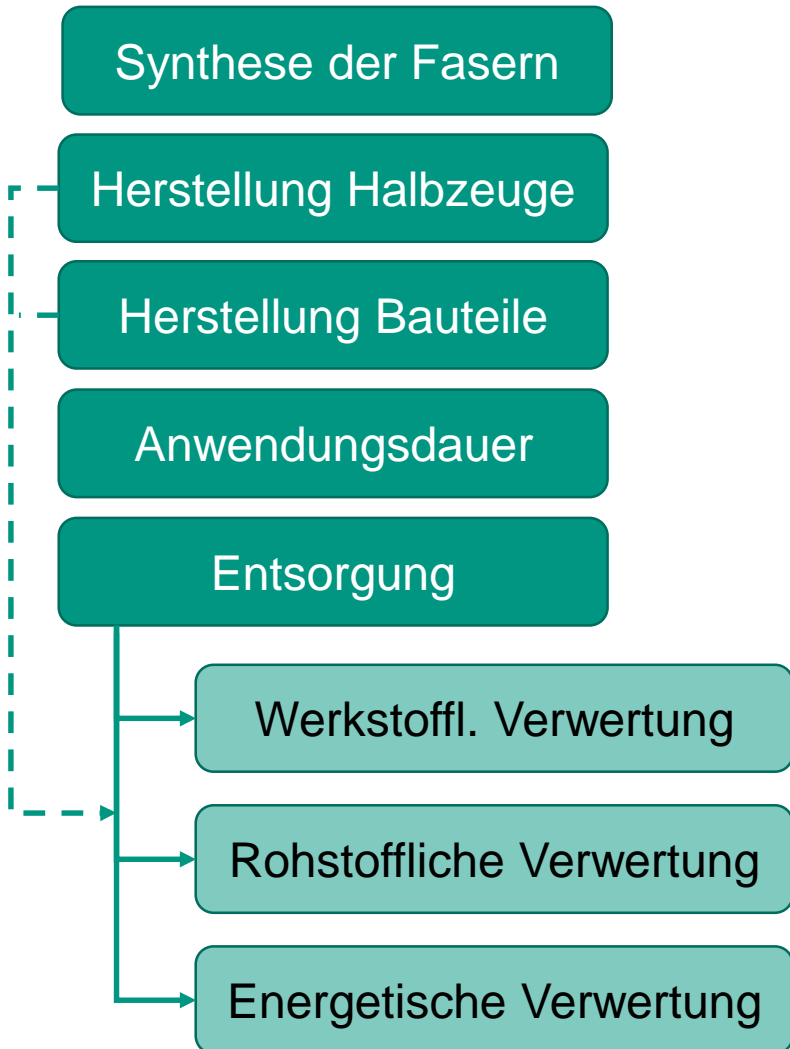 Synthese der Fasern
Herstellung Halbzeuge
Herstellung Bauteile
Anwendungsdauer
Entsorgung
Werkstoffl. Verwertung
Rohstoffliche Verwertung
Energetische Verwertung